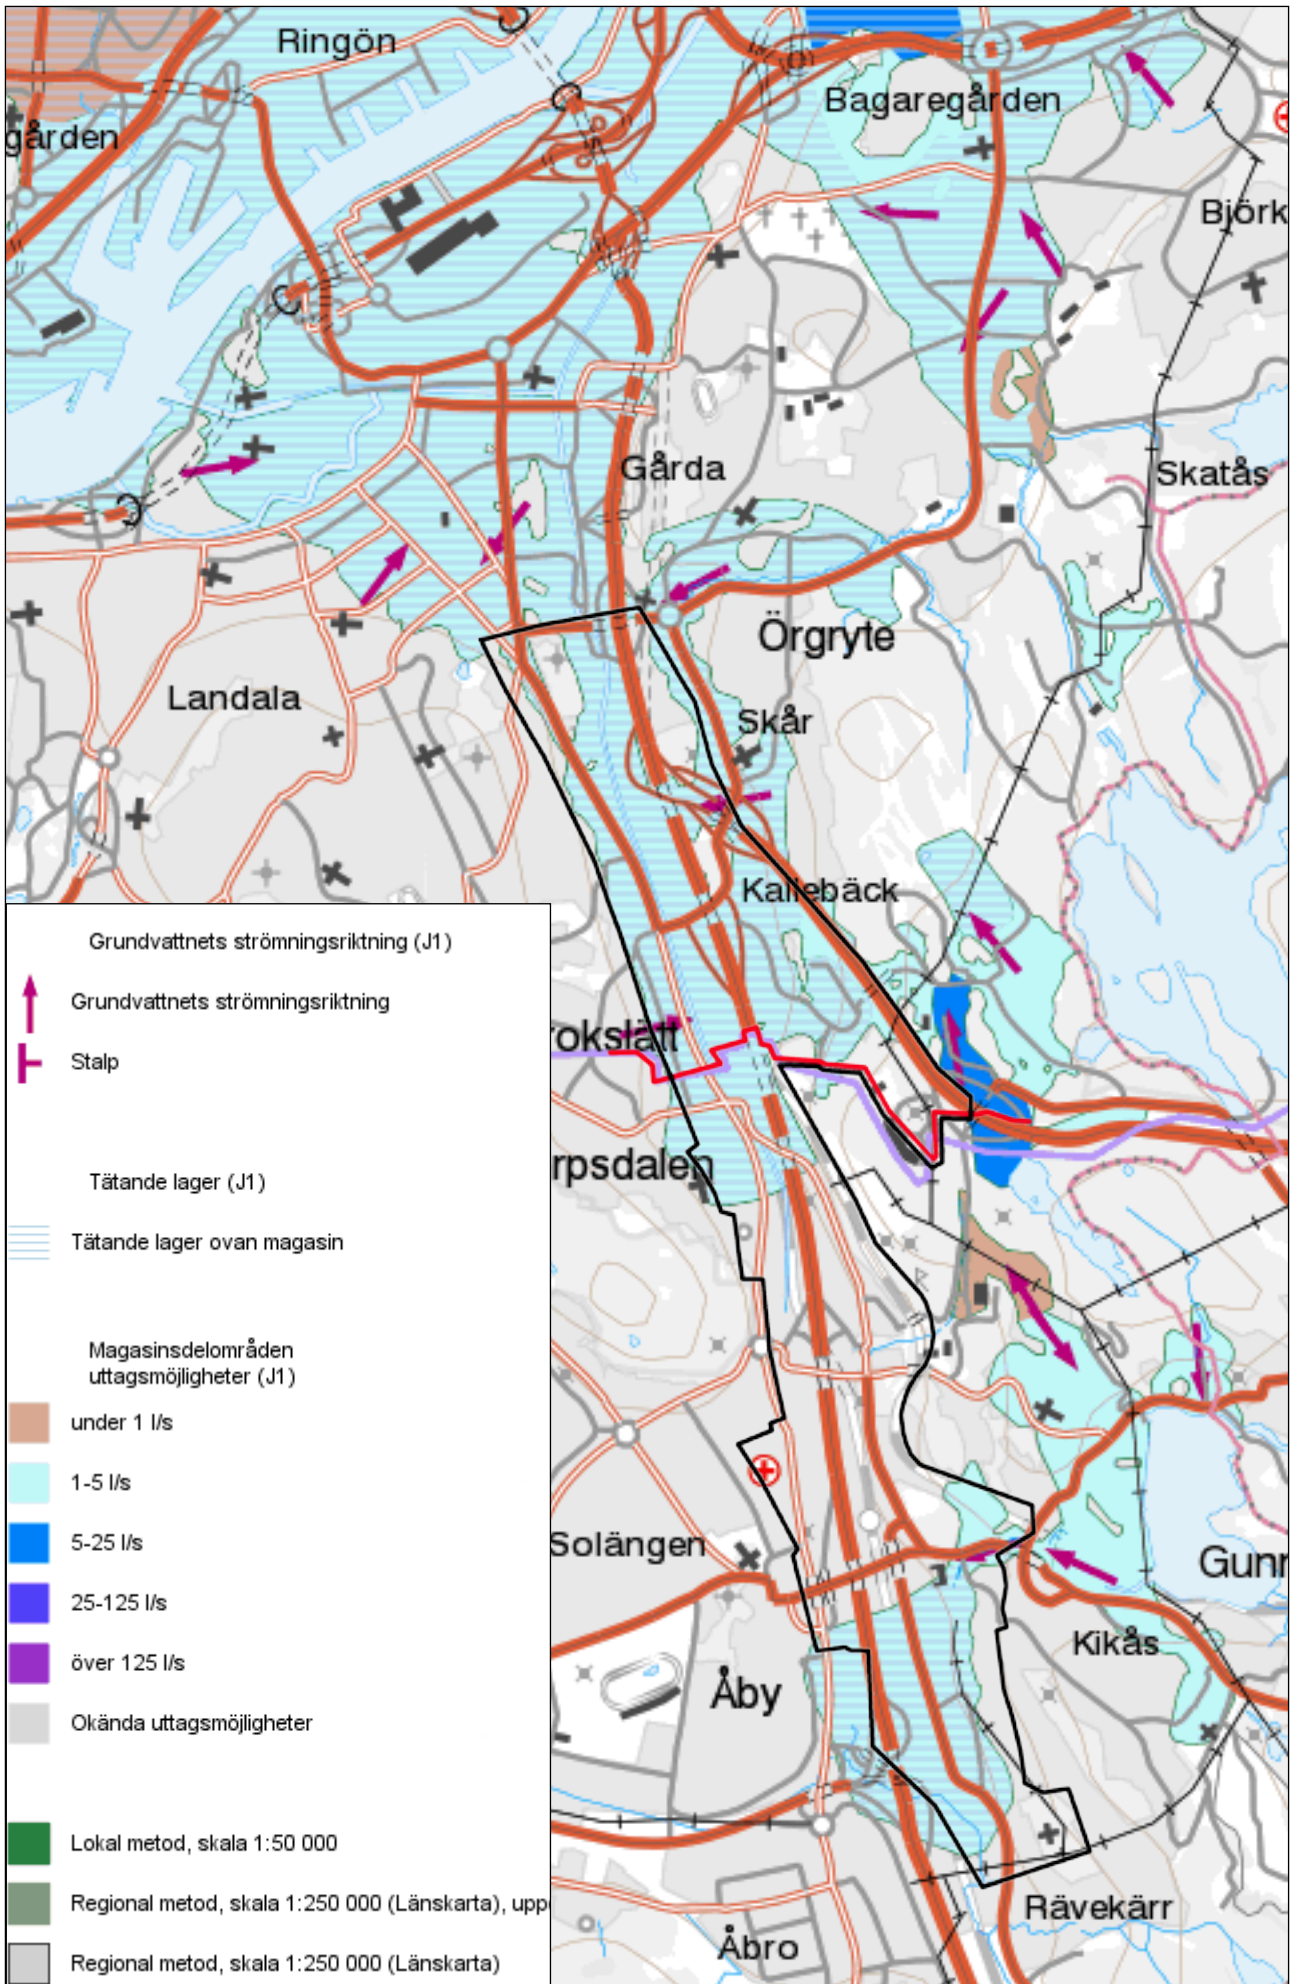 Ringön
Bagaregården
gården
Björk
Gårda
Skatås
Örgryte
Landala
Skår
Kallebäck
Grundvattnets strömningsriktning (J1)
Grundvattnets strömningsriktning
okslätt
Stalp
rpsdalen
Tätande lager (J1)
Tätande lager ovan magasin
Magasinsdelområden
uttagsmöjligheter (J1)
under 1 l/s
1-5 l/s
5-25 l/s
Solängen
Gunn
25-125 l/s
Kikås
över 125 l/s
Åby
Okända uttagsmöjligheter
Lokal metod, skala 1:50 000
Regional metod, skala 1:250 000 (Länskarta), upp
Rävekärr
Åbro
Regional metod, skala 1:250 000 (Länskarta)